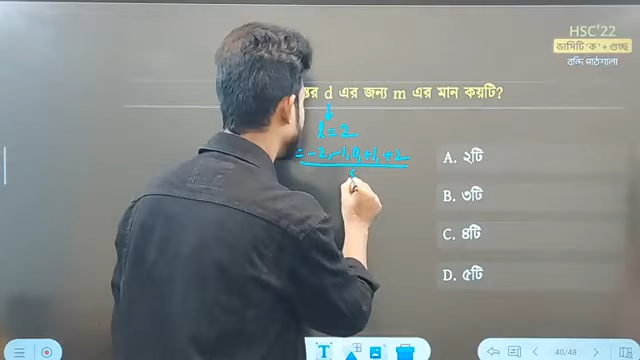 HSC'22
ভার্সিটি 'ক' + গুচ্ছ
বন্দি পাঠশালা
d এর জন্য m এর মান কয়টি?
l = 2
= -2, -1, 0, +1, +2
A. ২টি
B. ৩টি
C. ৪টি
D. ৫টি
T
40/48